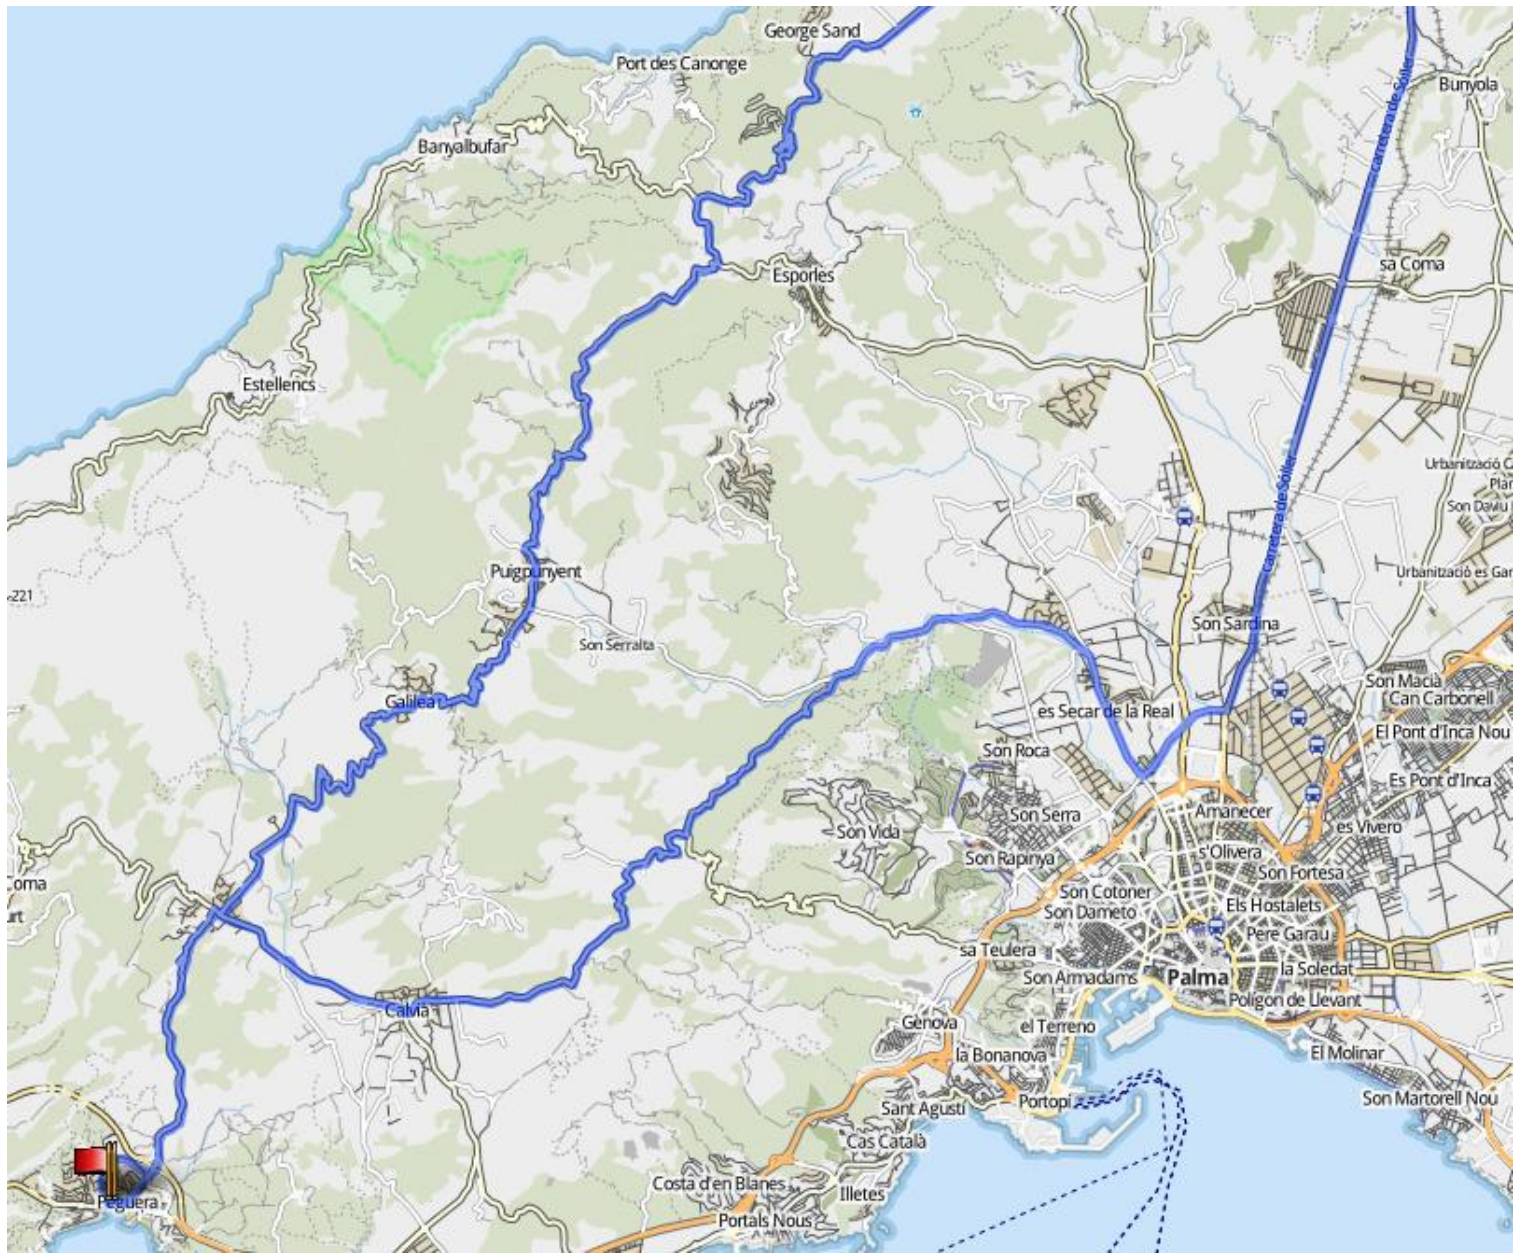 George Sand
Port des Canonge
Bunyola
carretera de Sóller
Banyalbufar
sa Coma
Esporles
Estellencs
Urbanització
Son Daviu
carretera de Sóller
Puigpunyent
Urbanització es Gar
-221
Son Sardina
Son Serralta
Son Macià
Can Carbonell
Galilea
es Secar de la Real
El Pont d'Inca Nou
Son Roca
Es Pont d'Inca
Son Serra
Amanecer
es Vivero
Son Vida
s'Olivera
Son Rapinya
Son Fortesa
Coma
Son Cotoner
Els Hostalets
urt
Son Dameto
Pere Garau
sa Teulera
la Soledat
Son Armadams
Palma
Polígon de Llevant
Calvià
Gènova
el Terreno
El Molinar
la Bonanova
Portopí
Son Martorell Nou
Sant Agustí
Cas Català
Costa d'en Blanes
Illetes
Peguera
Portals Nous